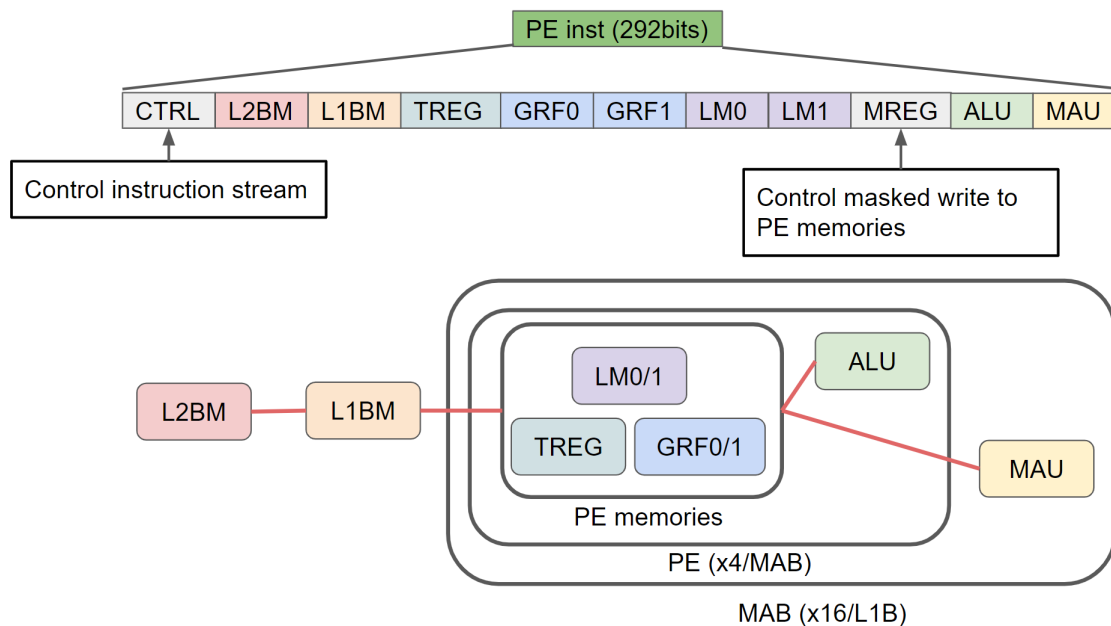 PE inst (292bits)
CTRL L2BM L1BM TREG GRF0 GRF1 LM0 LM1 MREG ALU MAU
Control instruction stream
Control masked write to
PE memories
LM0/1
ALU
L2BM
L1BM
TREG
GRF0/1
MAU
PE memories
PE (x4/MAB)
MAB (x16/L1B)